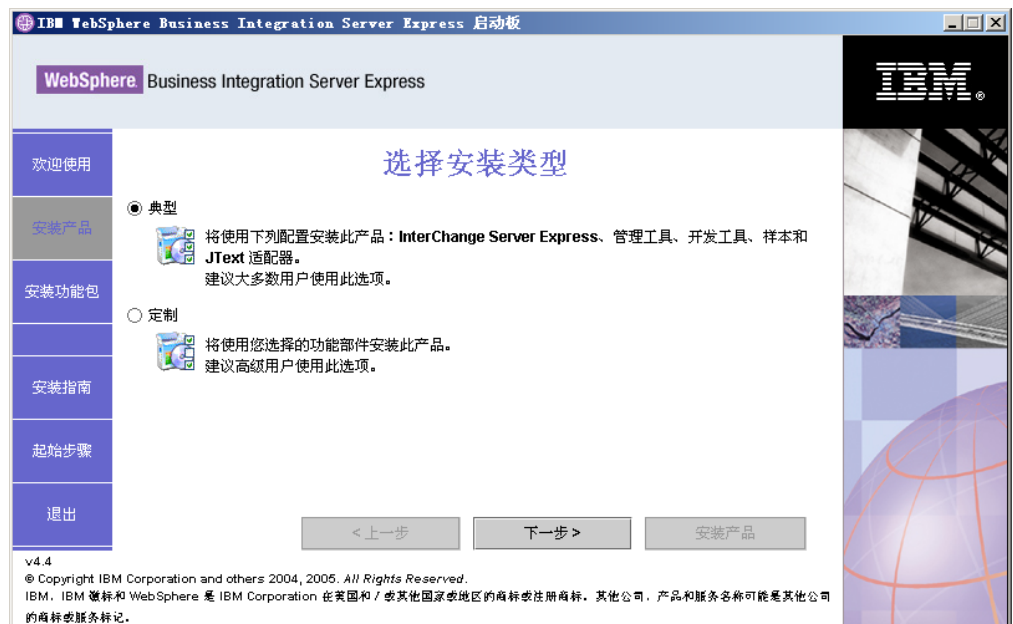 IBM WebSphere Business Integration Server Express 启动板
WebSphere. Business Integration Server Express
IBM®
欢迎使用
安装产品
安装功能包
安装指南
起始步骤
退出
选择安装类型
典型
将使用下列配置安装此产品：InterChange Server Express、管理工具、开发工具、样本和
JText 适配器。
建议大多数用户使用此选项。
定制
将使用您选择的功能部件安装此产品。
建议高级用户使用此选项。
<上一步
下一步>
安装产品
v4.4
© Copyright IBM Corporation and others 2004, 2005. All Rights Reserved.
IBM，IBM 徽标和 WebSphere 是 IBM Corporation 在美国和 / 或其他国家或地区的商标或注册商标。其他公司，产品和服务名称可能是其他公司
的商标或服务标记。